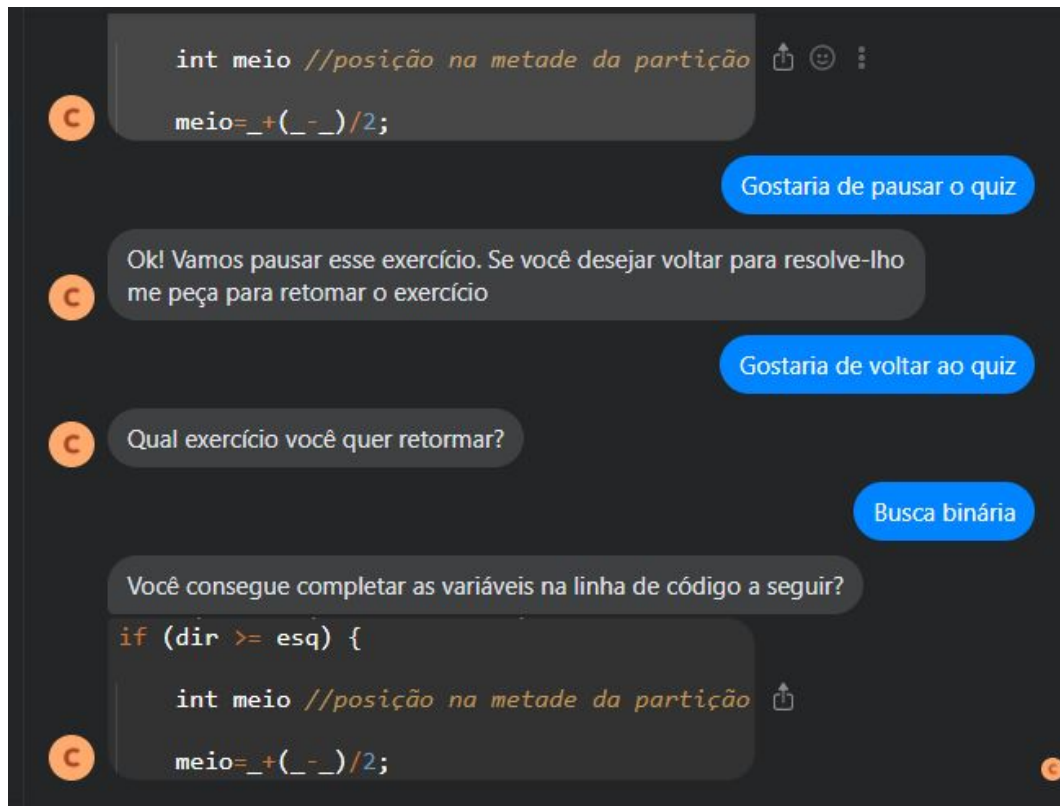 int meio //posição na metade da partição
C
meio=_+(_-_)/2;
Gostaria de pausar o quiz
Ok! Vamos pausar esse exercício. Se você desejar voltar para resolve-lho
C
me peça para retomar o exercício
Gostaria de voltar ao quiz
C
Qual exercício você quer retormar?
Busca binária
Você consegue completar as variáveis na linha de código a seguir?
if (dir >= esq) {
int meio //posição na metade da partição
C
meio=_+(_-_)/2;
C